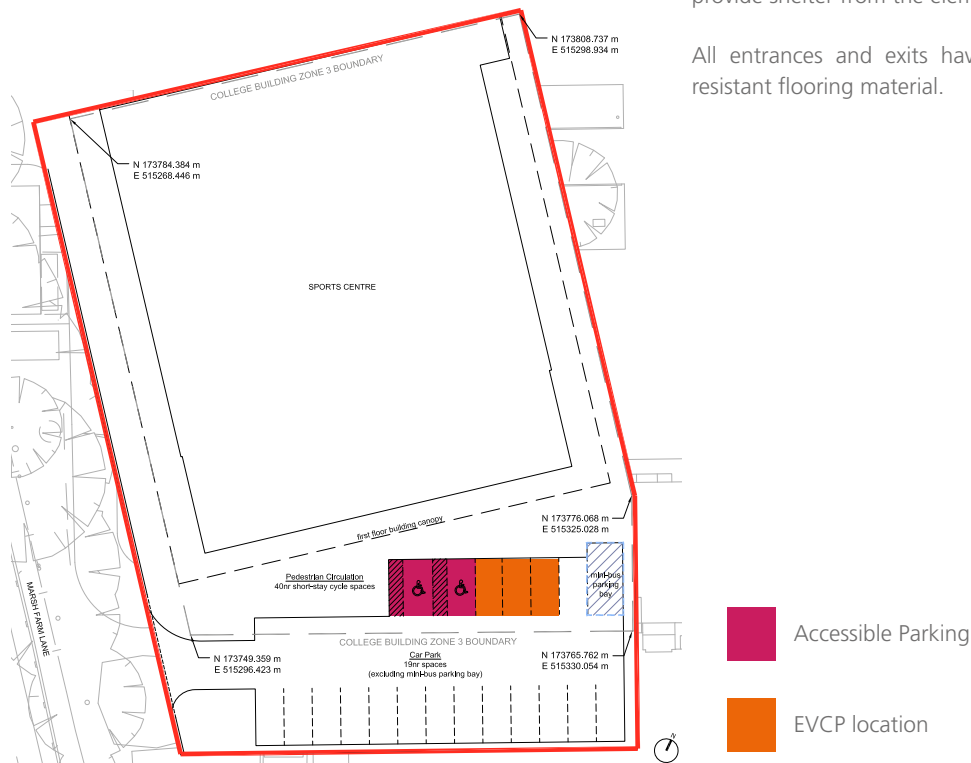 provide shelter from the elem
All entrances and exits hav
resistant flooring material.
N 173808.737 m
E 515298.934 m
COLLEGE BUILDING ZONE 3 BOUNDARY
N 173784.384 m
E 515268.446 m
SPORTS CENTRE
first floor building canopy
N 173776.068 m
E 515325.028 m
Pedestrian Circulation
40nr short-stay cycle spaces
mini-bus
parking
bay
MARSH FARM LANE
COLLEGE BUILDING ZONE 3 BOUNDARY
N 173749.359 m
E 515296.423 m
Car Park
19nr spaces
(excluding mini-bus parking bay)
N 173765.762 m
E 515330.054 m
N
Accessible Parking
EVCP location